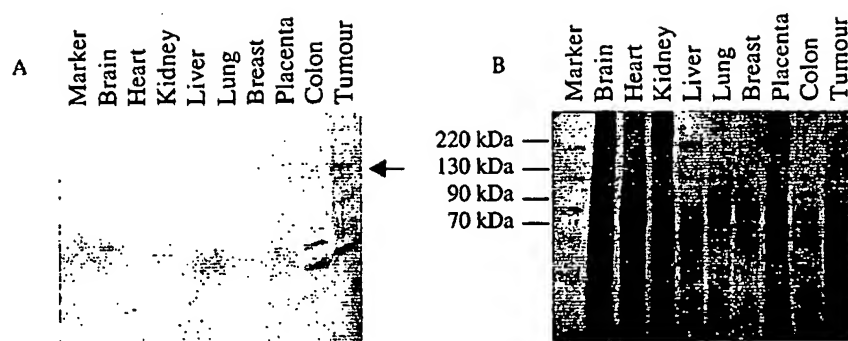 A
Marker
Brain
Heart
Kidney
Liver
Lung
Breast
Placenta
Colon
Tumour
B
Marker
Brain
Heart
Kidney
Liver
Lung
Breast
Placenta
Colon
Tumour
220 kDa
130 kDa
90 kDa
70 kDa